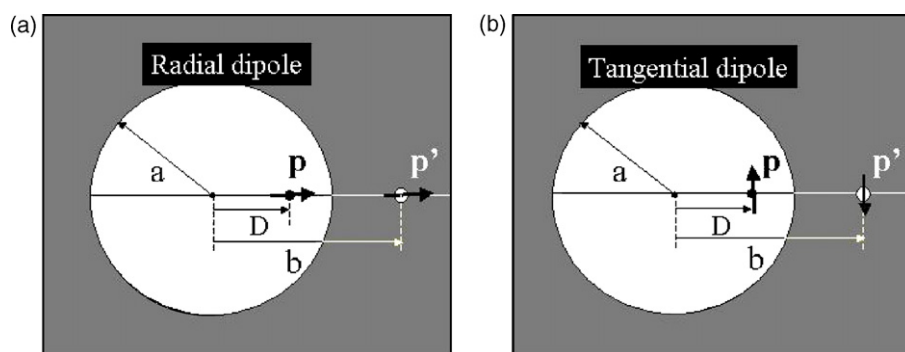 (a)
Radial dipole
p
p’
a
D
b
(b)
Tangential dipole
p
p’
a
D
b